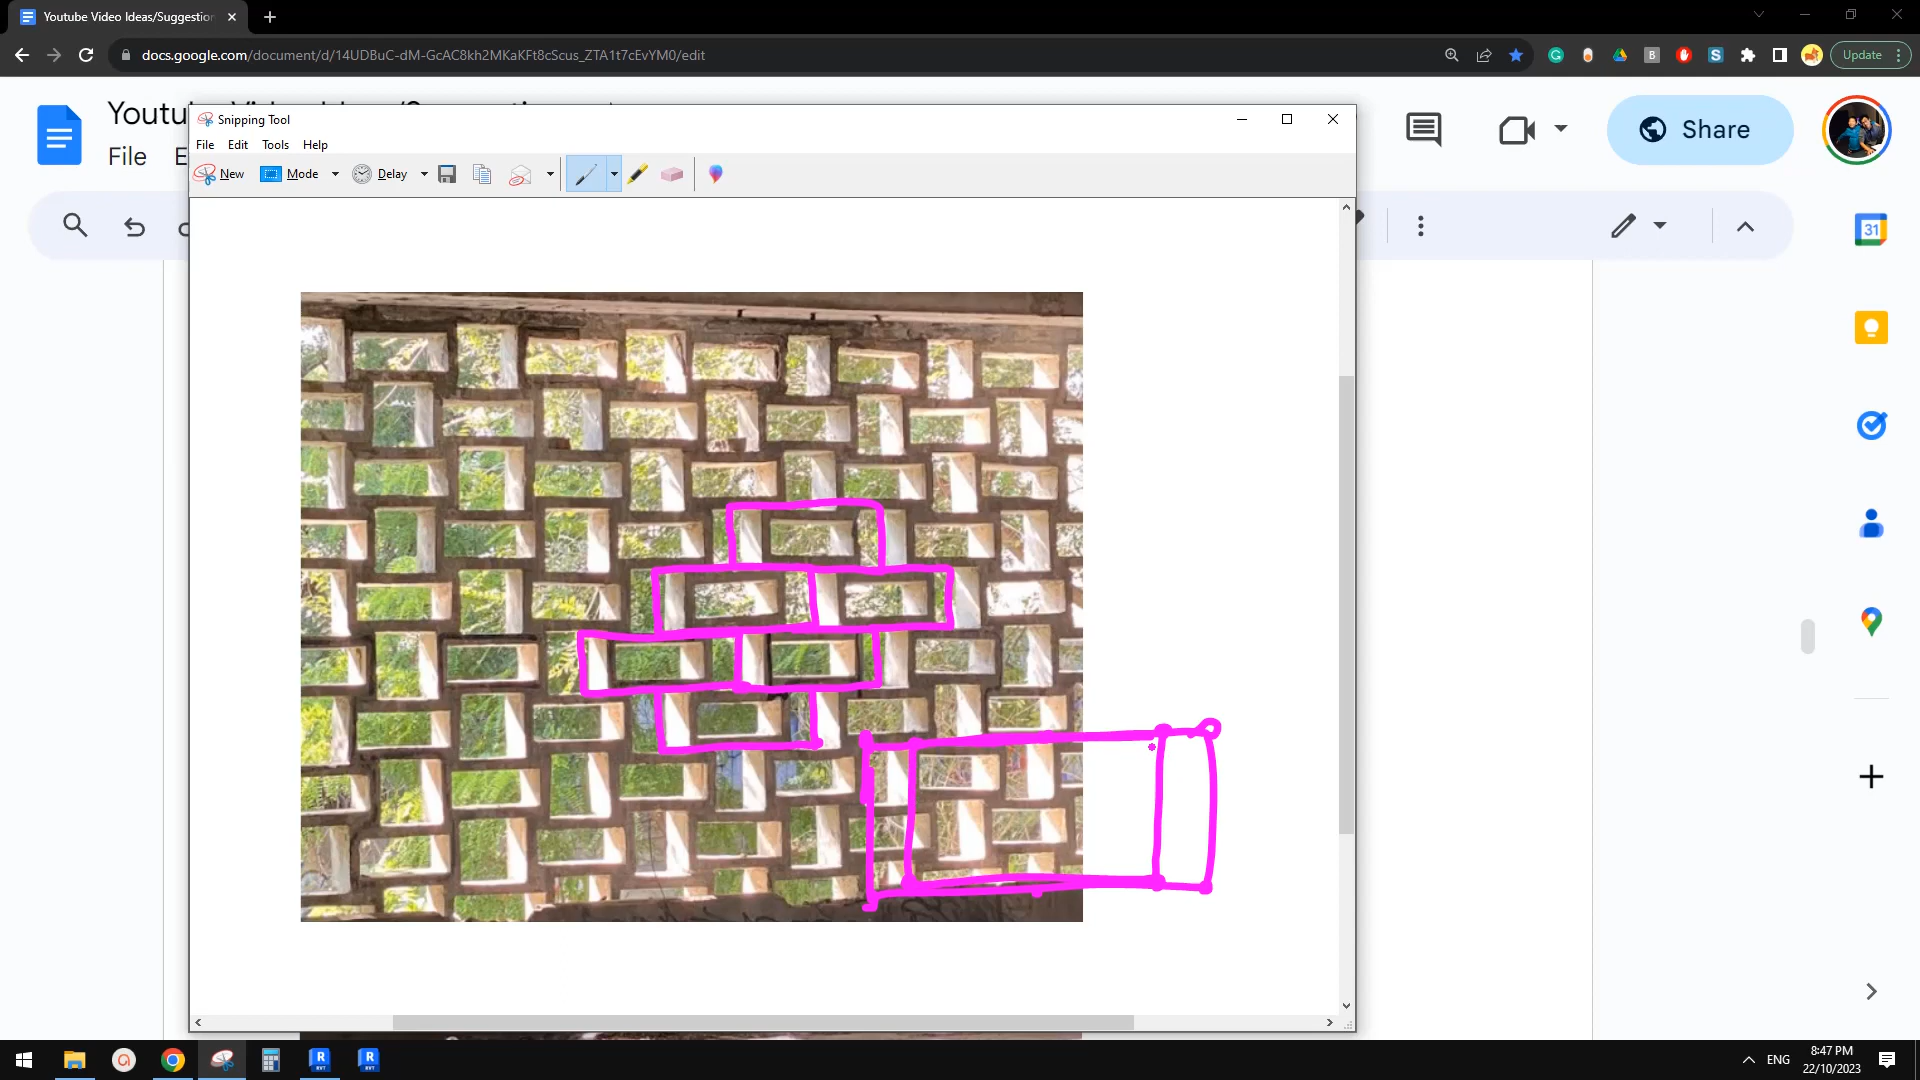 Youtube Video Ideas/Suggestion
docs.google.com/document/d/14UDBuC-dM-GcAC8kh2MKaKFt8cScus_ZTA1t7cEvYM0/edit
Update
File
Share
31
Snipping Tool
File Edit Tools Help
New Mode Delay
ENG
8:47 PM
22/10/2023